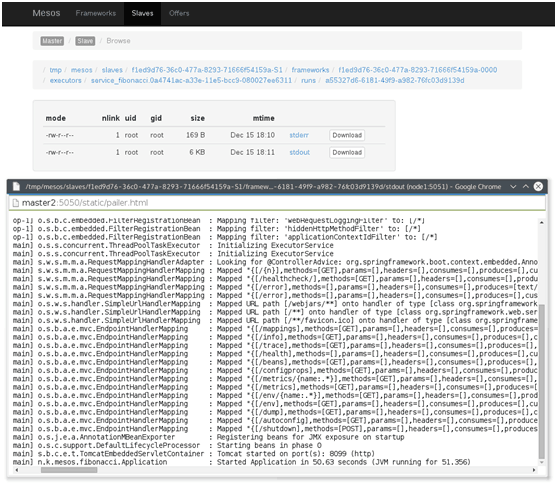 Mesos Frameworks Slaves Offers
Master / Slave / Browse
/ tmp / mesos / slaves / f1ed9d76-36c0-477a-8293-71666f54159a-S1 / frameworks / f1ed9d76-36c0-477a-8293-71666f54159a-0000 /
executors / service_fibonacci.0a4741ac-a33e-11e5-bcc9-080027ee6311 / runs / a55327d6-6181-49f9-a982-76fc03d9139d
mode nlink uid gid size mtime
-rw-r--r-- 1 root root 169 B Dec 15 18:10 stderr Download
-rw-r--r-- 1 root root 6 KB Dec 15 18:11 stdout Download
/tmp/mesos/slaves/f1ed9d76-36c0-477a-8293-71666f54159a-S1/framew...-6181-49f9-a982-76fc03d9139d/stdout (node1:5051) - Google Chrome
master2:5050/static/pailer.html
op-1] o.s.b.c.embedded.FilterRegistrationBean : Mapping filter: 'webRequestLoggingFilter' to: [/*]
op-1] o.s.b.c.embedded.FilterRegistrationBean : Mapping filter: 'hiddenHttpMethodFilter' to: [/*]
op-1] o.s.b.c.embedded.FilterRegistrationBean : Mapping filter: 'applicationContextIdFilter' to: [/*]
main] o.s.s.concurrent.ThreadPoolTaskExecutor : Initializing ExecutorService
main] o.s.s.concurrent.ThreadPoolTaskExecutor : Initializing ExecutorService
main] s.w.s.m.m.a.RequestMappingHandlerAdapter : Looking for @ControllerAdvice: org.springframework.boot.context.embedded.Anno
main] s.w.s.m.m.a.RequestMappingHandlerMapping : Mapped "{[/{n}],methods=[GET],params=[],headers=[],consumes=[],produces=[],cu
main] s.w.s.m.m.a.RequestMappingHandlerMapping : Mapped "{[/healthcheck/],methods=[GET],params=[],headers=[],consumes=[],produ
main] s.w.s.m.m.a.RequestMappingHandlerMapping : Mapped "{[/error],methods=[],params=[],headers=[],consumes=[],produces=[text/
main] s.w.s.m.m.a.RequestMappingHandlerMapping : Mapped "{[/error],methods=[],params=[],headers=[],consumes=[],produces=[],cus
main] o.s.w.s.handler.SimpleUrlHandlerMapping : Mapped URL path [/webjars/**] onto handler of type [class org.springframework
main] o.s.w.s.handler.SimpleUrlHandlerMapping : Mapped URL path [/**] onto handler of type [class org.springframework.web.ser
main] o.s.w.s.handler.SimpleUrlHandlerMapping : Mapped URL path [/**/favicon.ico] onto handler of type [class org.springframe
main] o.s.b.a.e.mvc.EndpointHandlerMapping : Mapped "{[/mappings],methods=[GET],params=[],headers=[],consumes=[],produces=
main] o.s.b.a.e.mvc.EndpointHandlerMapping : Mapped "{[/info],methods=[GET],params=[],headers=[],consumes=[],produces=[],c
main] o.s.b.a.e.mvc.EndpointHandlerMapping : Mapped "{[/trace],methods=[GET],params=[],headers=[],consumes=[],produces=[],
main] o.s.b.a.e.mvc.EndpointHandlerMapping : Mapped "{[/health],methods=[],params=[],headers=[],consumes=[],produces=[],cu
main] o.s.b.a.e.mvc.EndpointHandlerMapping : Mapped "{[/beans],methods=[GET],params=[],headers=[],consumes=[],produces=[],
main] o.s.b.a.e.mvc.EndpointHandlerMapping : Mapped "{[/configprops],methods=[GET],params=[],headers=[],consumes=[],produc
main] o.s.b.a.e.mvc.EndpointHandlerMapping : Mapped "{[/metrics/{name:.*}],methods=[GET],params=[],headers=[],consumes=[],
main] o.s.b.a.e.mvc.EndpointHandlerMapping : Mapped "{[/metrics],methods=[GET],params=[],headers=[],consumes=[],produces=[
main] o.s.b.a.e.mvc.EndpointHandlerMapping : Mapped "{[/env/{name:.*}],methods=[GET],params=[],headers=[],consumes=[],prod
main] o.s.b.a.e.mvc.EndpointHandlerMapping : Mapped "{[/env],methods=[GET],params=[],headers=[],consumes=[],produces=[],cu
main] o.s.b.a.e.mvc.EndpointHandlerMapping : Mapped "{[/dump],methods=[GET],params=[],headers=[],consumes=[],produces=[],c
main] o.s.b.a.e.mvc.EndpointHandlerMapping : Mapped "{[/autoconfig],methods=[GET],params=[],headers=[],consumes=[],produce
main] o.s.b.a.e.mvc.EndpointHandlerMapping : Mapped "{[/shutdown],methods=[POST],params=[],headers=[],consumes=[],produces
main] o.s.j.e.a.AnnotationMBeanExporter : Registering beans for JMX exposure on startup
main] o.s.c.support.DefaultLifecycleProcessor : Starting beans in phase 0
main] s.b.c.e.t.TomcatEmbeddedServletContainer : Tomcat started on port(s): 8099 (http)
main] n.k.mesos.fibonacci.Application : Started Application in 50.63 seconds (JVM running for 51.356)